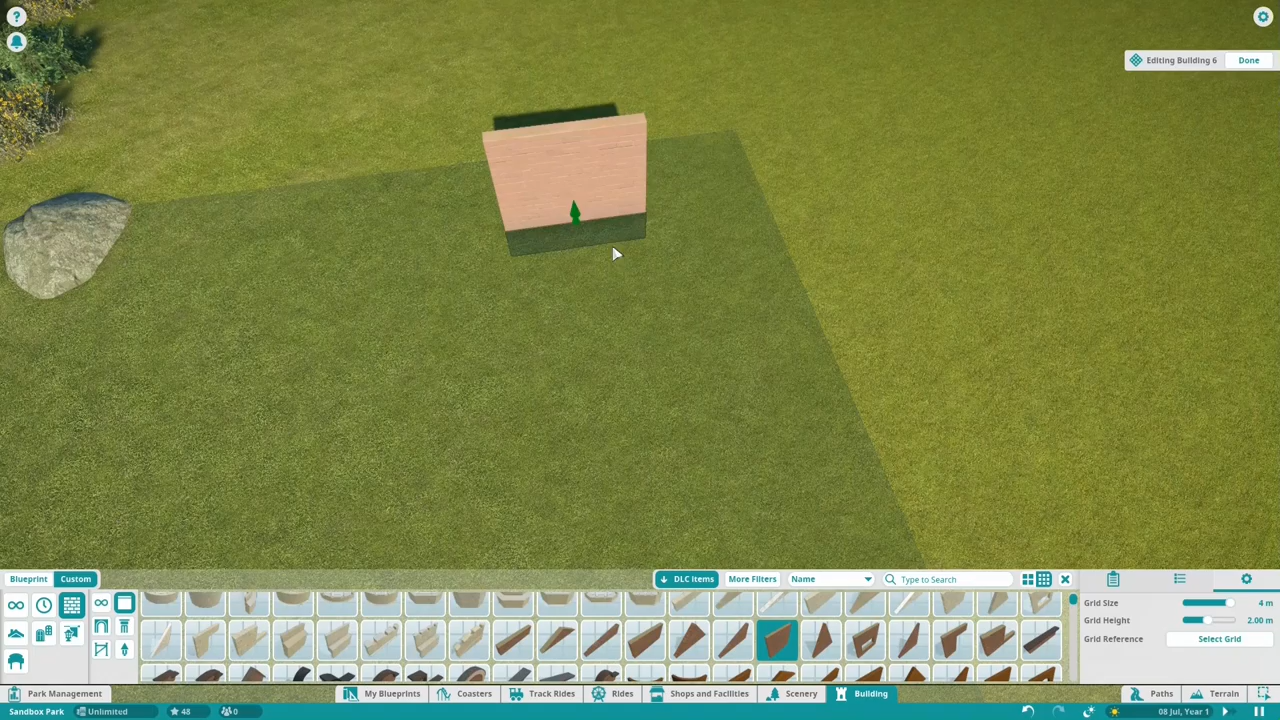 ?
Editing Building 6 Done
Blueprint Custom DLC Items More Filters Name Type to Search
Grid Size 4 m
Grid Height 2.00 m
Grid Reference Select Grid
Park Management My Blueprints Coasters Track Rides Rides Shops and Facilities Scenery Building Paths Terrain
Sandbox Park Unlimited 48 0 08 Jul, Year 1